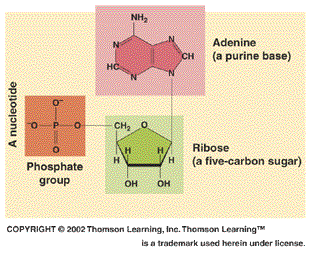 NH₂
N
N
CH
HC
N
N
Adenine
(a purine base)
A nucleotide
O⁻
⁻O
P
O
CH₂
O
O
Phosphate
group
H
H
H
H
OH
OH
Ribose
(a five-carbon sugar)
COPYRIGHT © 2002 Thomson Learning, Inc. Thomson Learning™
is a trademark used herein under license.